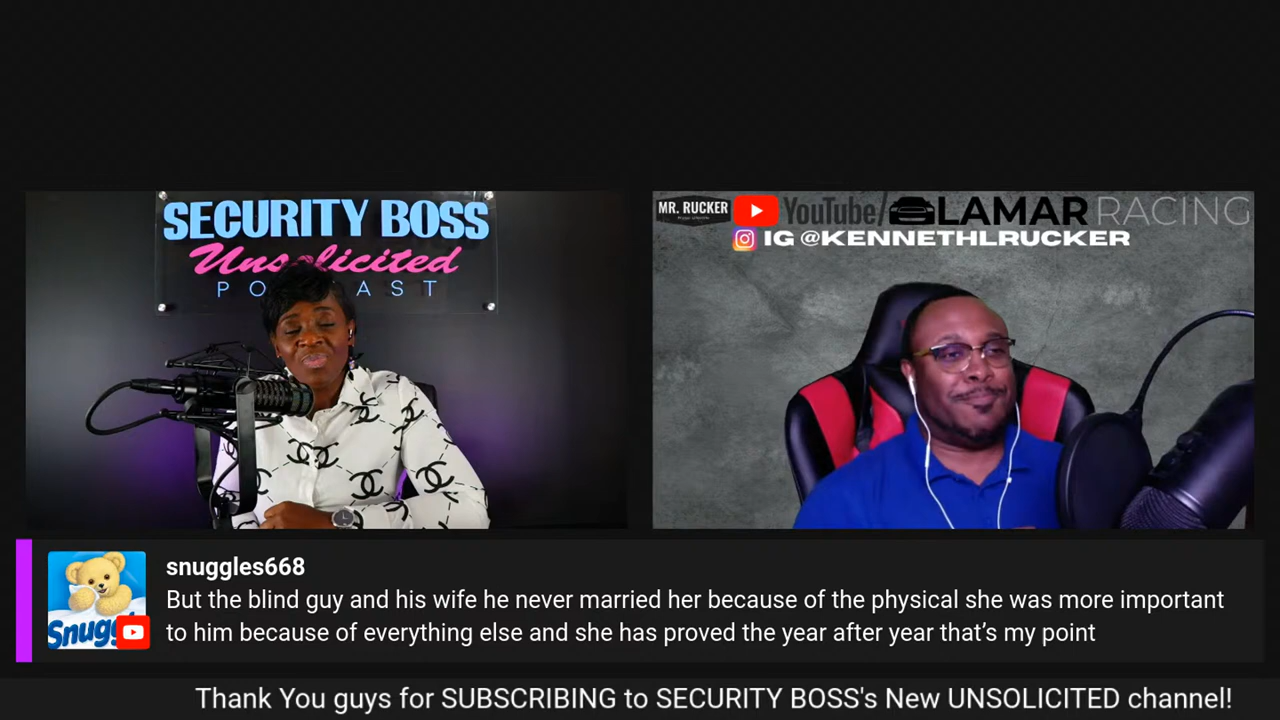 SECURITY BOSS
Unsolicited
PODCAST
MR. RUCKER
YouTube/LAMAR RACING
IG @KENNETHLRUCKER
snuggles668
But the blind guy and his wife he never married her because of the physical she was more important
to him because of everything else and she has proved the year after year that’s my point
Thank You guys for SUBSCRIBING to SECURITY BOSS's New UNSOLICITED channel!